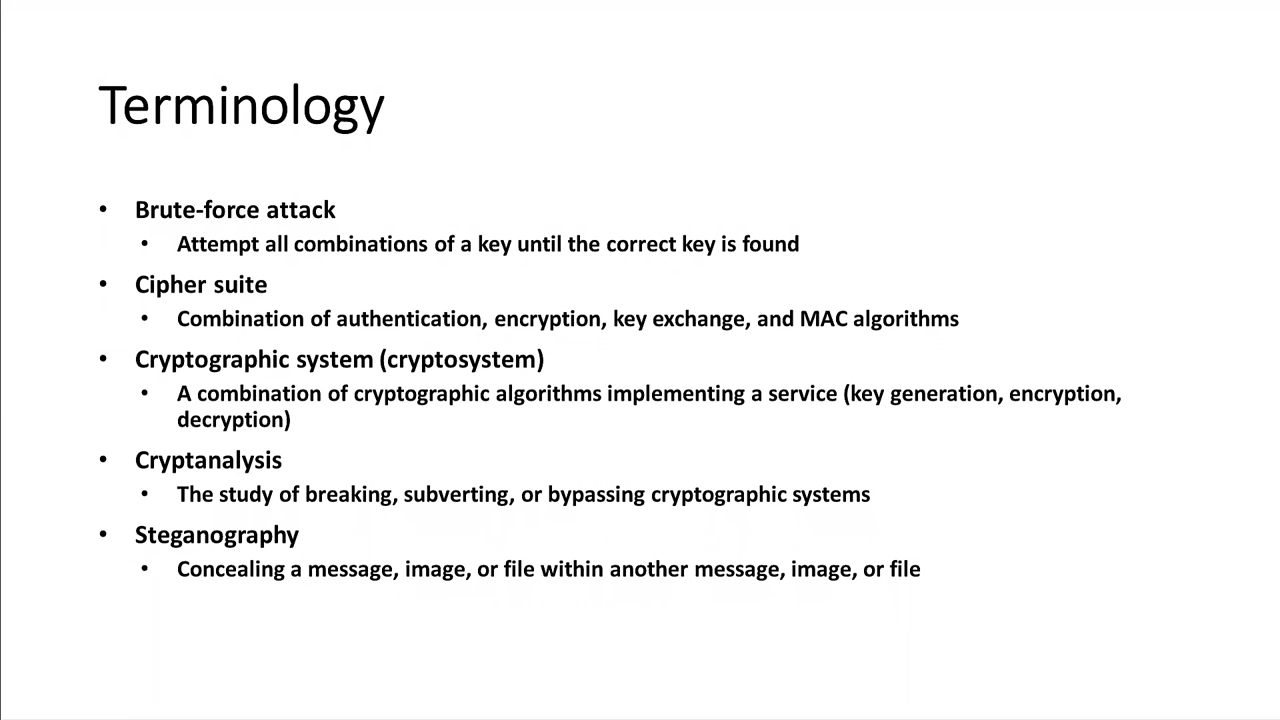 Terminology
• Brute-force attack
• Attempt all combinations of a key until the correct key is found
• Cipher suite
• Combination of authentication, encryption, key exchange, and MAC algorithms
• Cryptographic system (cryptosystem)
• A combination of cryptographic algorithms implementing a service (key generation, encryption,
decryption)
• Cryptanalysis
• The study of breaking, subverting, or bypassing cryptographic systems
• Steganography
• Concealing a message, image, or file within another message, image, or file